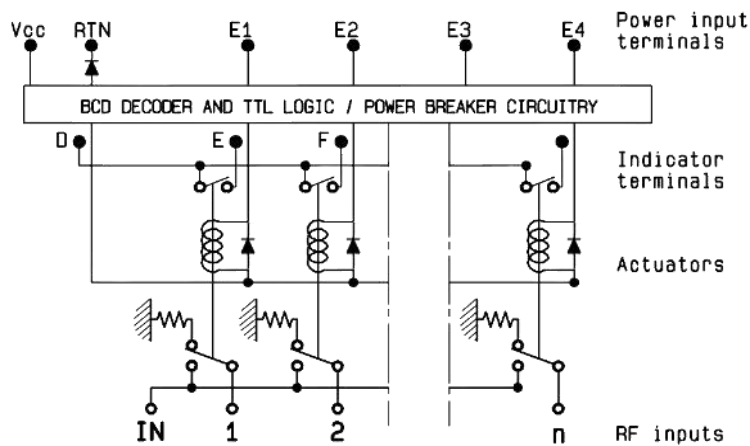 Vcc RTN E1 E2 E3 E4 Power input
terminals
BCD DECODER AND TTL LOGIC / POWER BREAKER CIRCUITRY
D E F
Indicator
terminals
Actuators
IN 1 2 n RF inputs